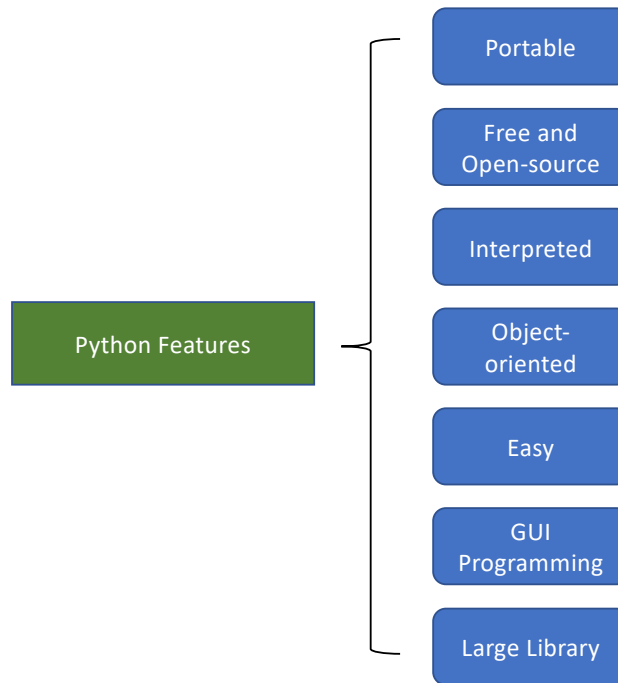 Portable
Free and
Open-source
Interpreted
Python Features
Object-
oriented
Easy
GUI
Programming
Large Library